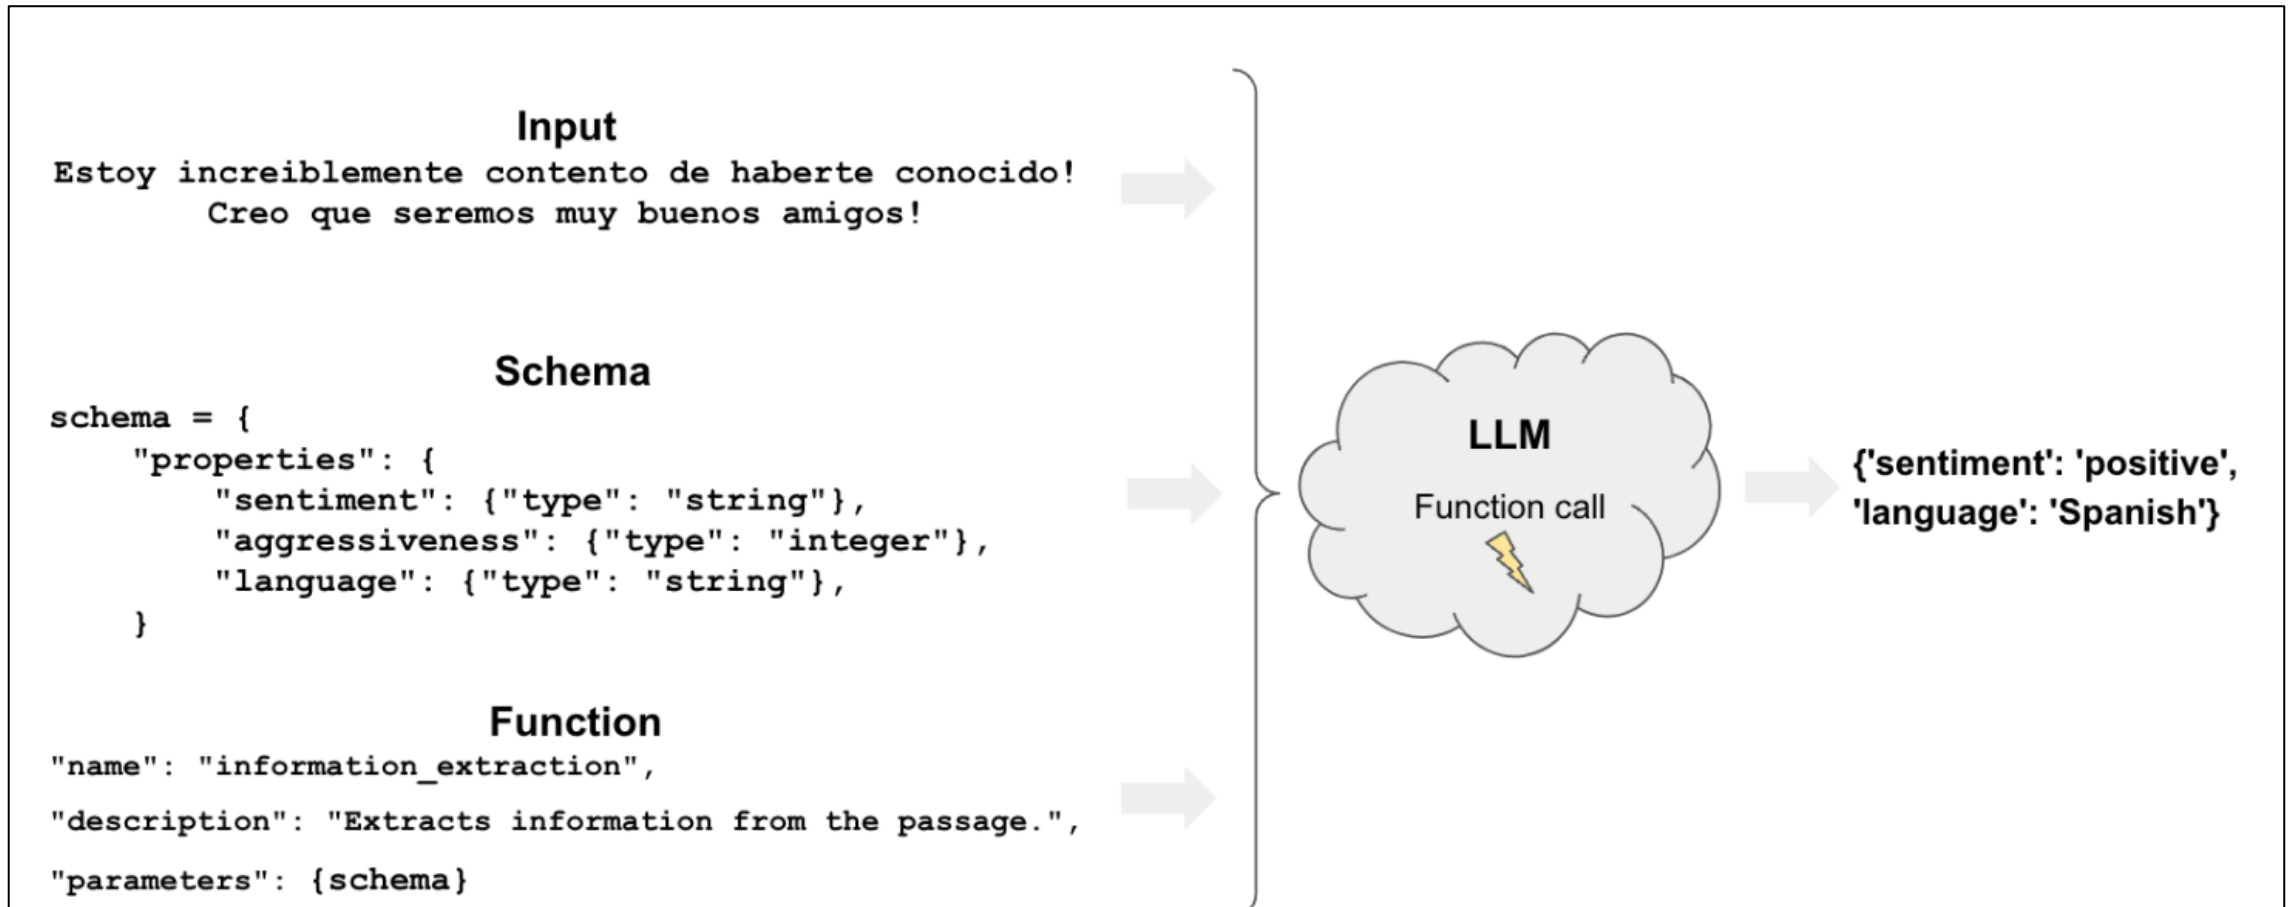 Input
Estoy increiblemente contento de haberte conocido!
Creo que seremos muy buenos amigos!
Schema
schema = {
    "properties": {
        "sentiment": {"type": "string"},
        "aggressiveness": {"type": "integer"},
        "language": {"type": "string"},
    }
Function
"name": "information_extraction",
"description": "Extracts information from the passage.",
"parameters": {schema}
LLM
Function call
{'sentiment': 'positive',
'language': 'Spanish'}